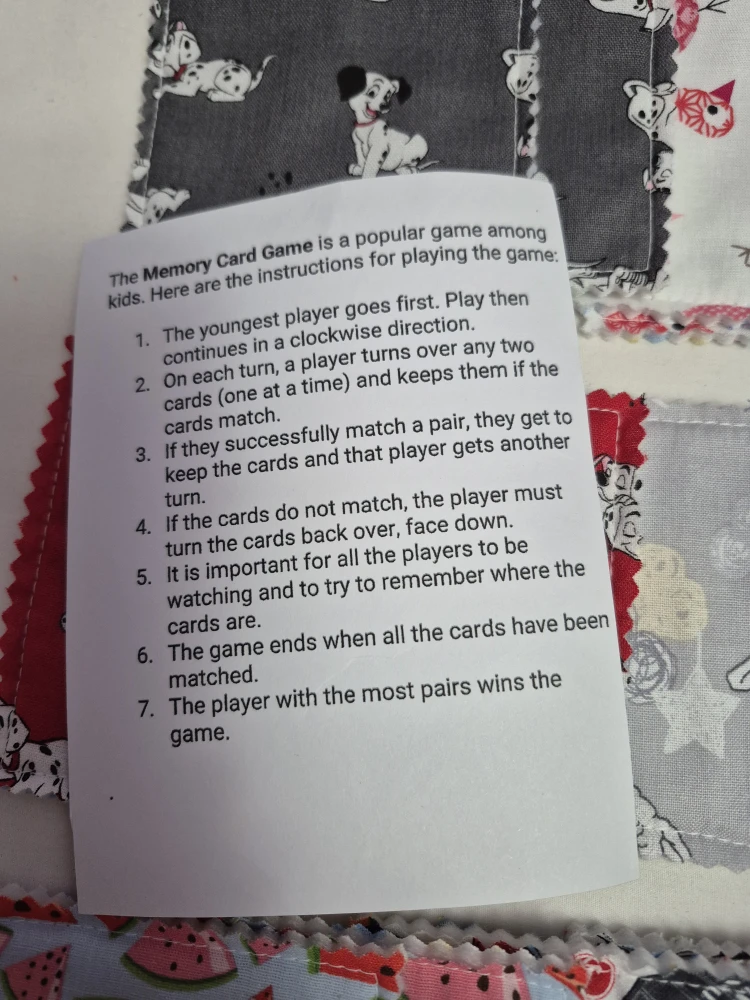 The Memory Card Game is a popular game among
kids. Here are the instructions for playing the game:
1. The youngest player goes first. Play then
continues in a clockwise direction.
2. On each turn, a player turns over any two
cards (one at a time) and keeps them if the
cards match.
3. If they successfully match a pair, they get to
keep the cards and that player gets another
turn.
4. If the cards do not match, the player must
turn the cards back over, face down.
5. It is important for all the players to be
watching and to try to remember where the
cards are.
6. The game ends when all the cards have been
matched.
7. The player with the most pairs wins the
game.